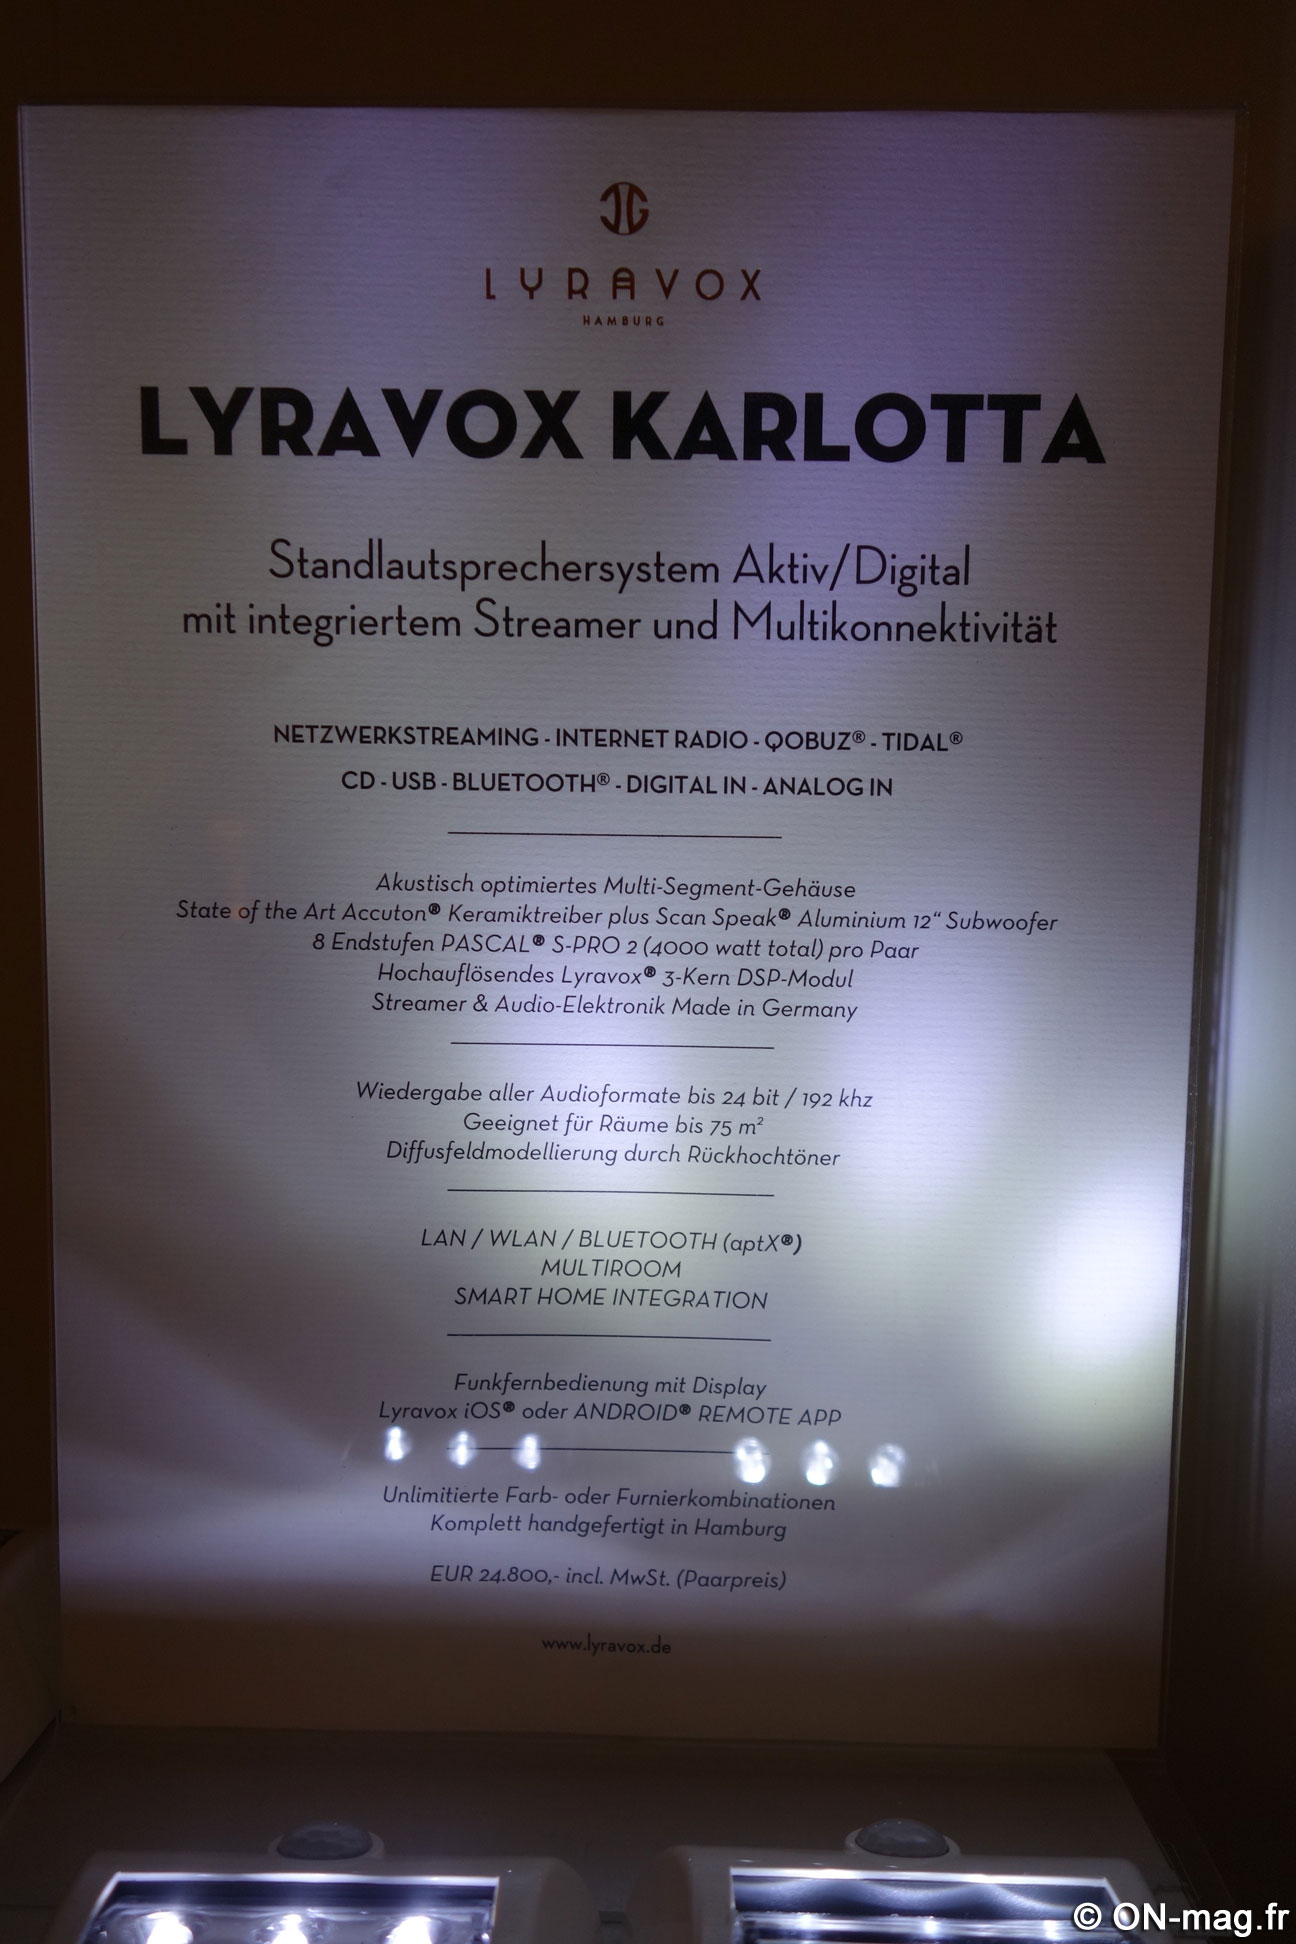 LYRAVOX
HAMBURG
LYRAVOX KARLOTTA
Standlautsprechersystem Aktiv/Digital
mit integriertem Streamer und Multikonnektivität
NETZWERKSTREAMING - INTERNET RADIO - QOBUZ® - TIDAL®
CD - USB - BLUETOOTH® - DIGITAL IN - ANALOG IN
Akustisch optimiertes Multi-Segment-Gehäuse
State of the Art Accuton® Keramiktreiber plus Scan Speak® Aluminium 12“ Subwoofer
8 Endstufen PASCAL® S-PRO 2 (4000 watt total) pro Paar
Hochauflösendes Lyravox® 3-Kern DSP-Modul
Streamer & Audio-Elektronik Made in Germany
Wiedergabe aller Audioformate bis 24 bit / 192 khz
Geeignet für Räume bis 75 m²
Diffusfeldmodellierung durch Rückhochtöner
LAN / WLAN / BLUETOOTH (aptX®)
MULTIROOM
SMART HOME INTEGRATION
Funkfernbedienung mit Display
Lyravox iOS® oder ANDROID® REMOTE APP
Unlimitierte Farb- oder Furnierkombinationen
Komplett handgefertigt in Hamburg
EUR 24.800,- incl. MwSt. (Paarpreis)
www.lyravox.de
© ON-mag.fr